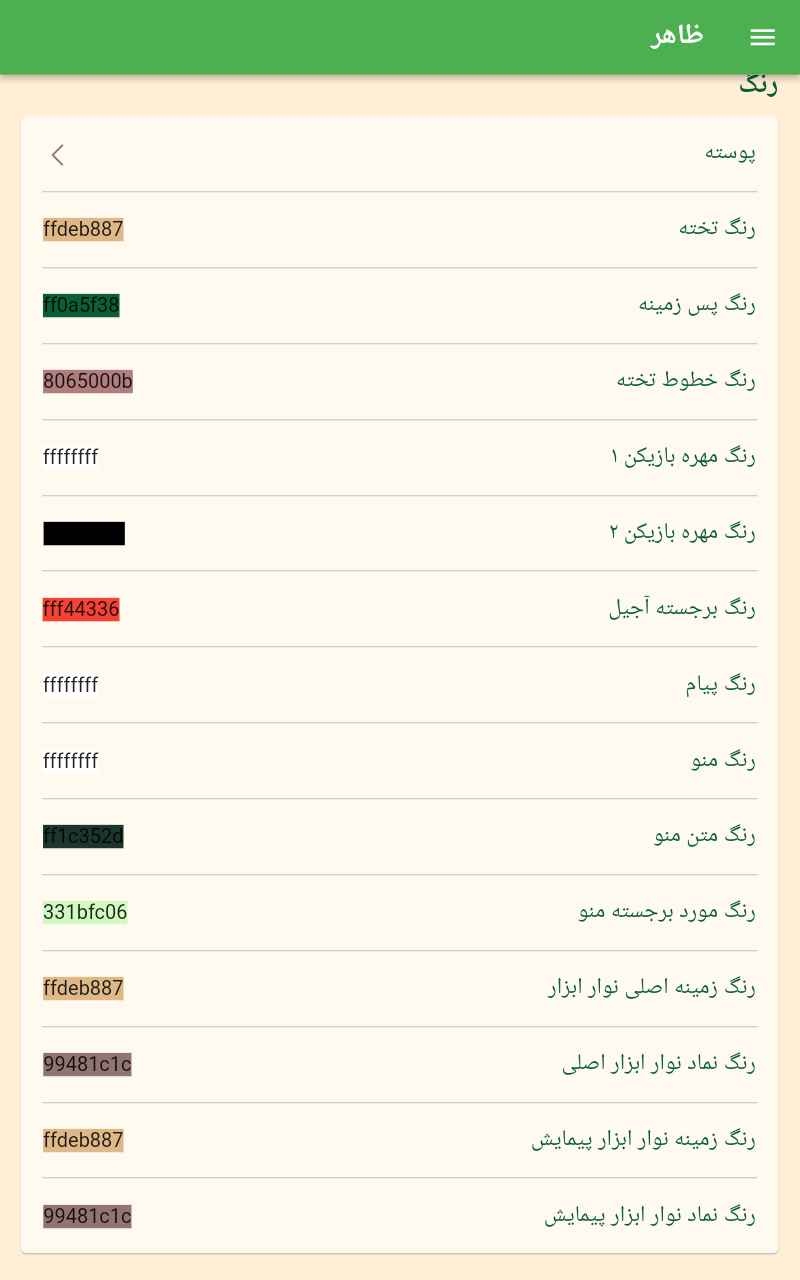 ظاهر
رنگ
پوسته
رنگ تخته ffdeb887
رنگ پس زمینه ff0a5f38
رنگ خطوط تخته 8065000b
رنگ مهره بازیکن ۱ ffffffff
رنگ مهره بازیکن ۲
رنگ برجسته آجیل fff44336
رنگ پیام ffffffff
رنگ منو ffffffff
رنگ متن منو ff1c352d
رنگ مورد برجسته منو 331bfc06
رنگ زمینه اصلی نوار ابزار ffdeb887
رنگ نماد نوار ابزار اصلی 99481c1c
رنگ زمینه نوار ابزار پیمایش ffdeb887
رنگ نماد نوار ابزار پیمایش 99481c1c